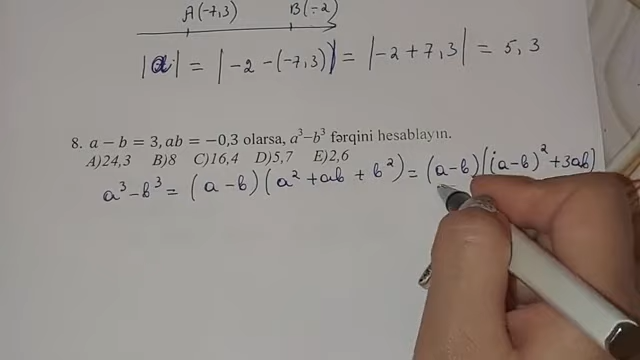 A(-7,3) B(-2)
|a| = |-2-(-7,3)| = |-2+7,3| = 5,3
8. a − b = 3, ab = −0,3 olarsa, a³−b³ fərqini hesablayın.
A)24,3 B)8 C)16,4 D)5,7 E)2,6
a³-b³ = (a-b)(a²+ab+b²) = (a-b)((a-b)²+3ab)